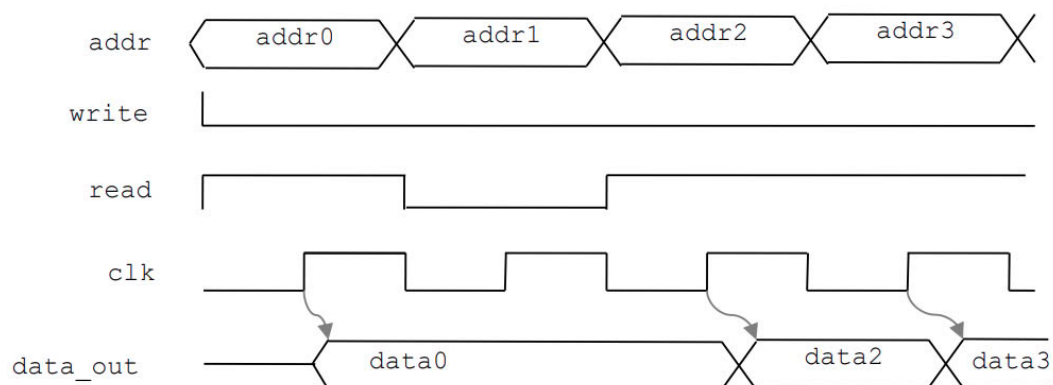 addr addr0 addr1 addr2 addr3
write
read
clk
data_out data0 data2 data3